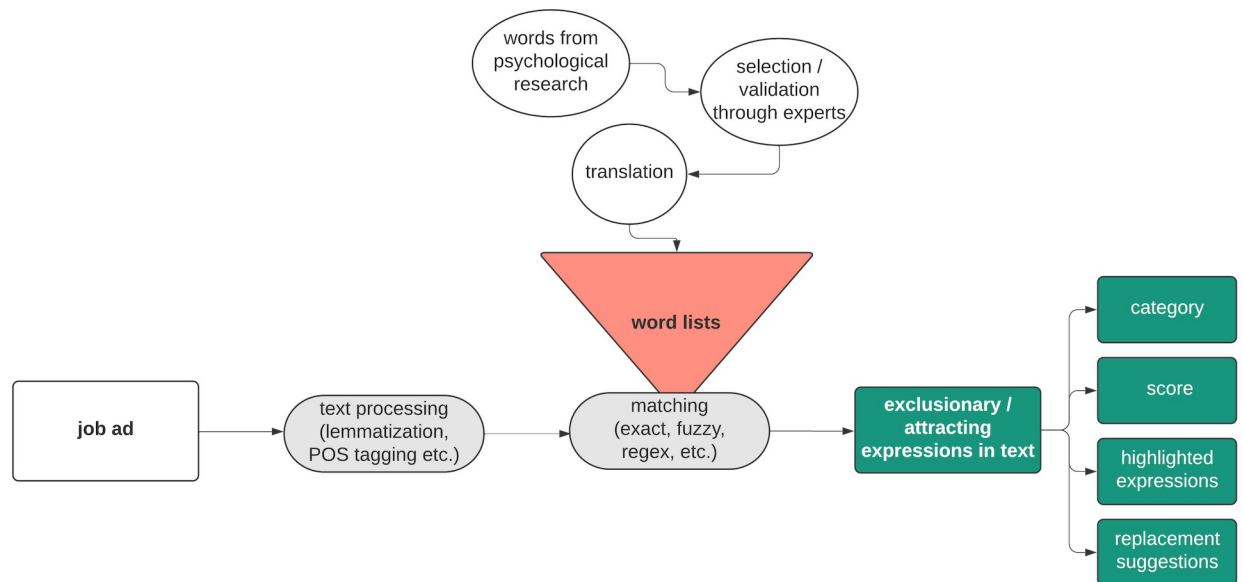 words from
psychological
research
selection /
validation
through experts
translation
word lists
job ad
text processing
(lemmatization,
POS tagging etc.)
matching
(exact, fuzzy,
regex, etc.)
exclusionary /
attracting
expressions in text
category
score
highlighted
expressions
replacement
suggestions